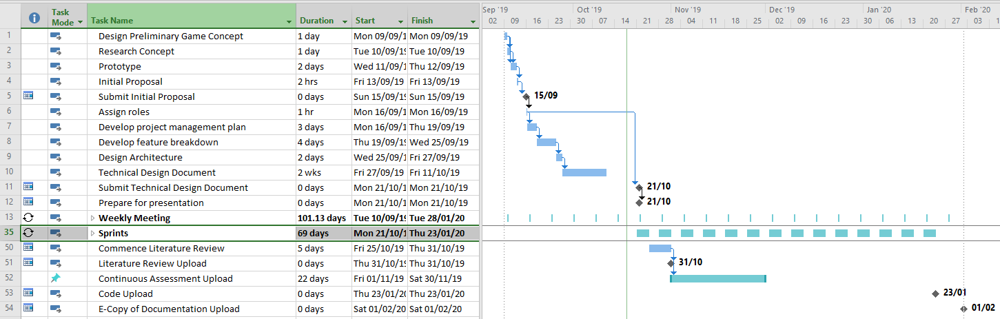 Task Mode Task Name Duration Start Finish
Sep '19 Oct '19 Nov '19 Dec '19 Jan '20 Feb '20
02 09 16 23 30 07 14 21 28 04 11 18 25 02 09 16 23 30 06 13 20 27 03 1
1 Design Preliminary Game Concept 1 day Mon 09/09/1 Mon 09/09/19
2 Research Concept 1 day Tue 10/09/19 Tue 10/09/19
3 Prototype 2 days Wed 11/09/1 Thu 12/09/19
4 Initial Proposal 2 hrs Fri 13/09/19 Fri 13/09/19
5 Submit Initial Proposal 0 days Sun 15/09/19 Sun 15/09/19 15/09
6 Assign roles 1 hr Mon 16/09/1 Mon 16/09/19
7 Develop project management plan 3 days Mon 16/09/1 Thu 19/09/19
8 Develop feature breakdown 4 days Thu 19/09/19 Wed 25/09/19
9 Design Architecture 2 days Wed 25/09/1 Fri 27/09/19
10 Technical Design Document 2 wks Fri 27/09/19 Fri 11/10/19
11 Submit Technical Design Document 0 days Mon 21/10/1 Mon 21/10/19 21/10
12 Prepare for presentation 0 days Mon 21/10/1 Mon 21/10/19 21/10
13 Weekly Meeting 101.13 days Tue 10/09/19 Tue 28/01/20
35 Sprints 69 days Mon 21/10/1 Thu 23/01/20
50 Commence Literature Review 5 days Fri 25/10/19 Thu 31/10/19
51 Literature Review Upload 0 days Thu 31/10/19 Thu 31/10/19 31/10
52 Continuous Assessment Upload 22 days Fri 01/11/19 Sat 30/11/19
53 Code Upload 0 days Thu 23/01/20 Thu 23/01/20 23/01
54 E-Copy of Documentation Upload 0 days Sat 01/02/20 Sat 01/02/20 01/02